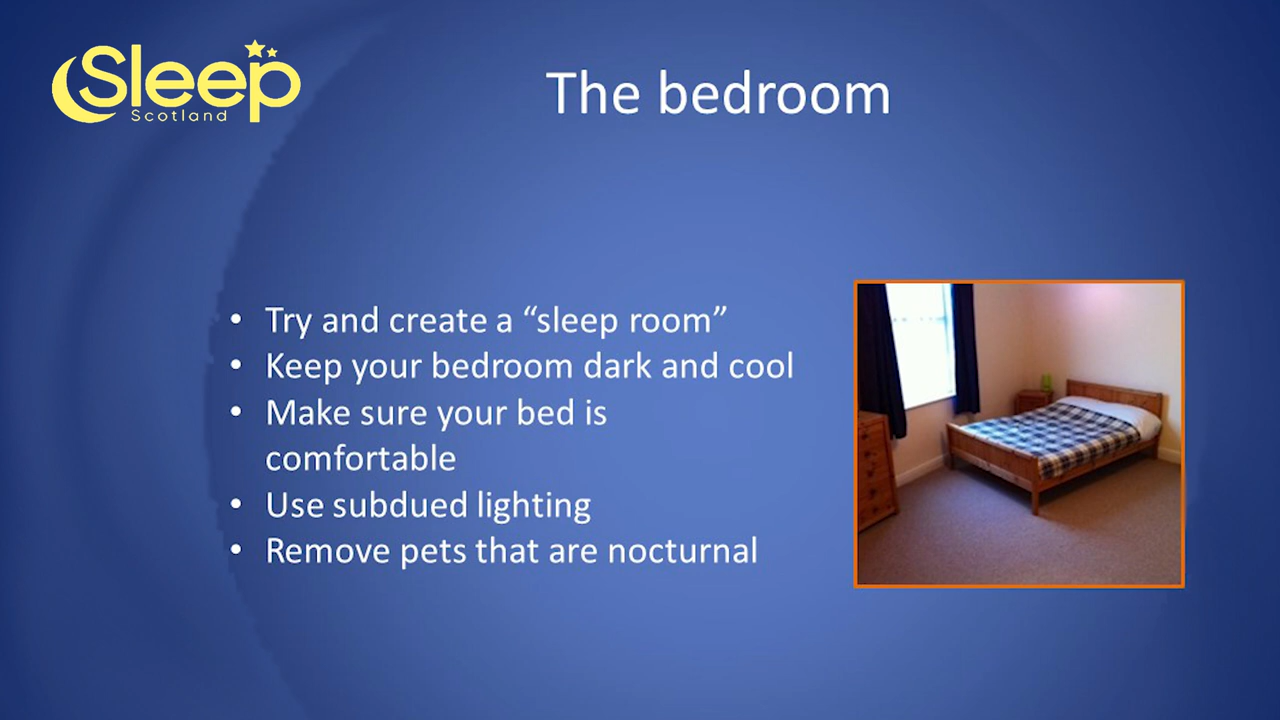 Sleep
Scotland
The bedroom
• Try and create a “sleep room”
• Keep your bedroom dark and cool
• Make sure your bed is
comfortable
• Use subdued lighting
• Remove pets that are nocturnal